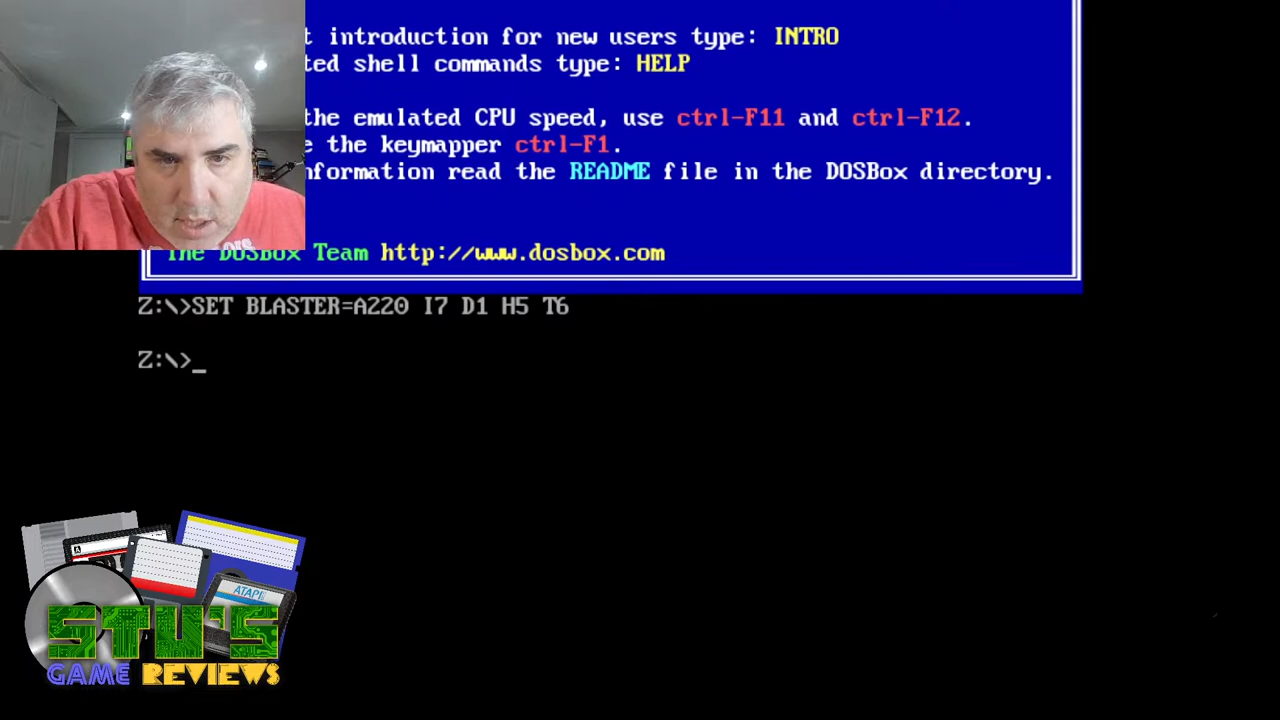 t introduction for new users type: INTRO
ted shell commands type: HELP
the emulated CPU speed, use ctrl-F11 and ctrl-F12.
e the keymapper ctrl-F1.
nformation read the README file in the DOSBox directory.
The DOSBox Team http://www.dosbox.com
Z:\>SET BLASTER=A220 I7 D1 H5 T6
Z:\>_
A
ATARI
STU'S
GAME REVIEWS